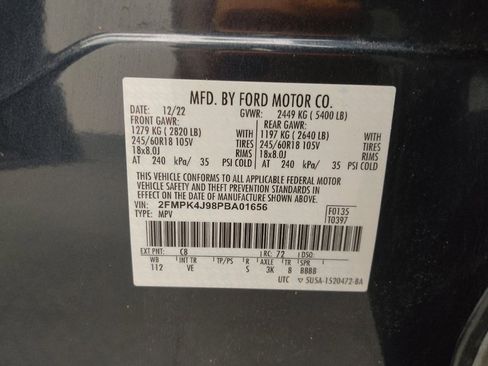 MFD. BY FORD MOTOR CO.
DATE: 12/22 GVWR: 2449 KG ( 5400 LB)
FRONT GAWR: REAR GAWR:
1279 KG ( 2820 LB) WITH 1197 KG ( 2640 LB) WITH
245/60R18 105V TIRES 245/60R18 105V TIRES
18x8.0J RIMS 18x8.0J RIMS
AT 240 kPa/ 35 PSI COLD AT 240 kPa/ 35 PSI COLD
THIS VEHICLE CONFORMS TO ALL APPLICABLE FEDERAL MOTOR
VEHICLE SAFETY AND THEFT PREVENTION STANDARDS IN
EFFECT ON THE DATE OF MANUFACTURE SHOWN ABOVE.
VIN: 2FMPK4J98PBA01656 F0135
TYPE: MPV T0397
EXT PNT: C8 RC: 72 DSO:
WB INT TR TP/PS R AXLE TR SPR
112 VE S 3K 8 BBBB
UTC ▽ 5U5A-1520472-BA